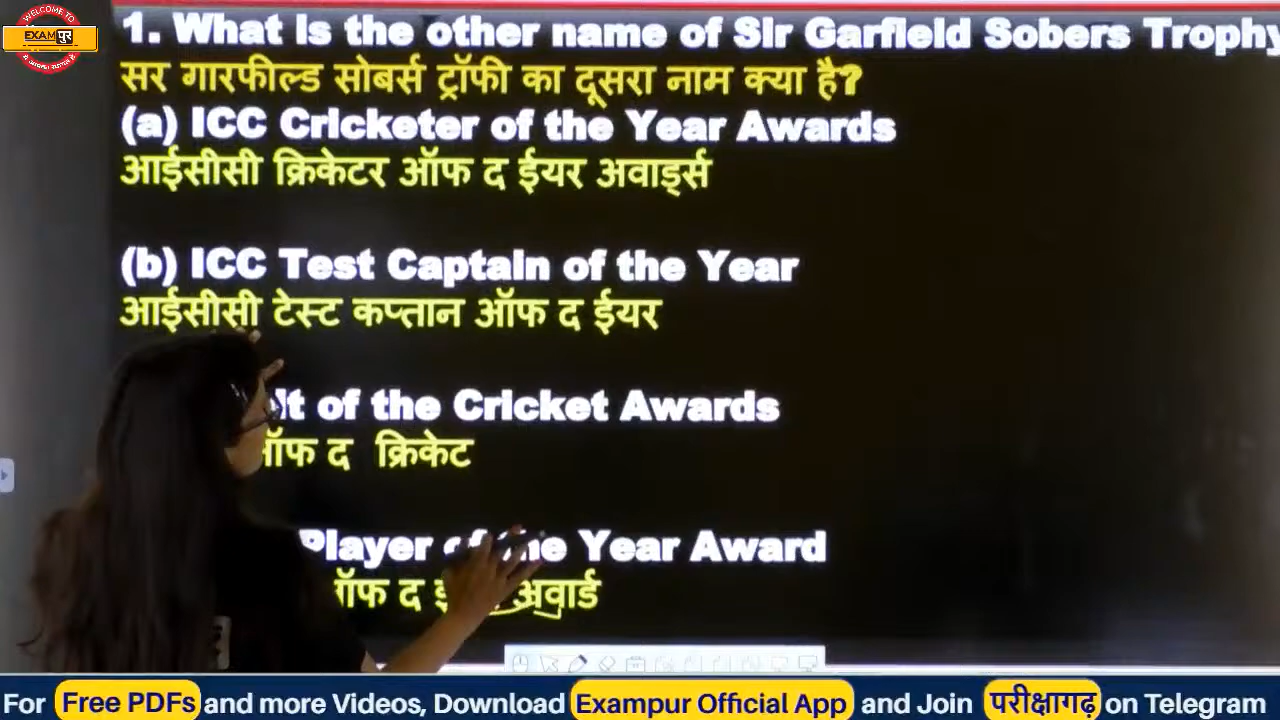 WELCOME TO
EXAMपुर
1. What is the other name of Sir Garfield Sobers Trophy
सर गारफील्ड सोबर्स ट्रॉफी का दूसरा नाम क्या है?
(a) ICC Cricketer of the Year Awards
आईसीसी क्रिकेटर ऑफ द ईयर अवार्ड्स
(b) ICC Test Captain of the Year
आईसीसी टेस्ट कप्तान ऑफ द ईयर
of the Cricket Awards
ऑफ द क्रिकेट
Player of the Year Award
ऑफ द अवार्ड
For Free PDFs and more Videos, Download Exampur Official App and Join परीक्षागढ़ on Telegram